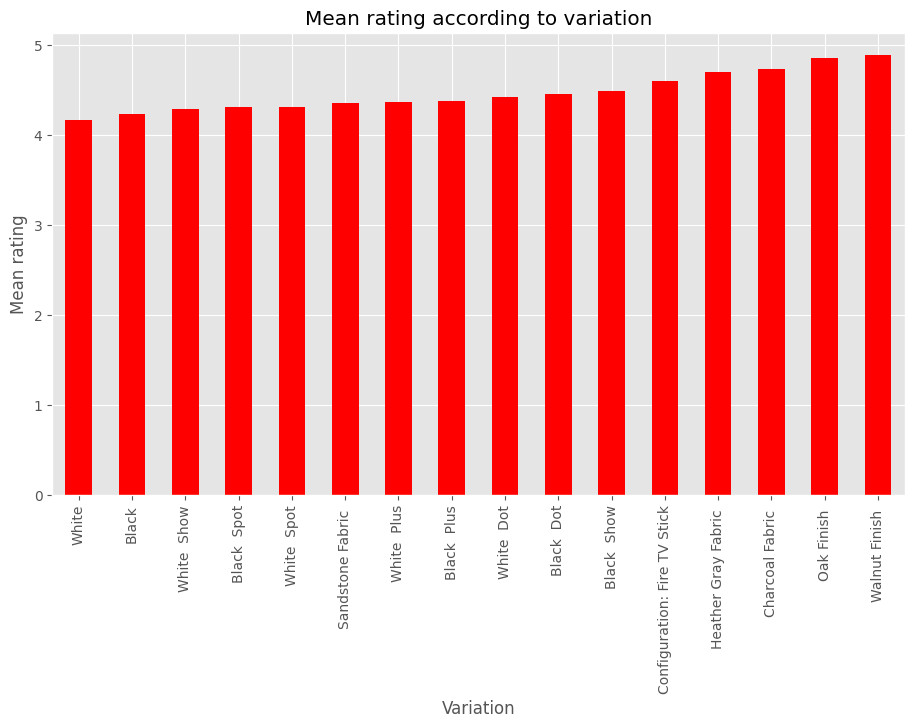 Mean rating according to variation
Mean rating
5
4
3
2
1
0
White
Black
White  Show
Black  Spot
White  Spot
Sandstone Fabric
White  Plus
Black  Plus
White  Dot
Black  Dot
Black  Show
Configuration: Fire TV Stick
Heather Gray Fabric
Charcoal Fabric
Oak Finish
Walnut Finish
Variation